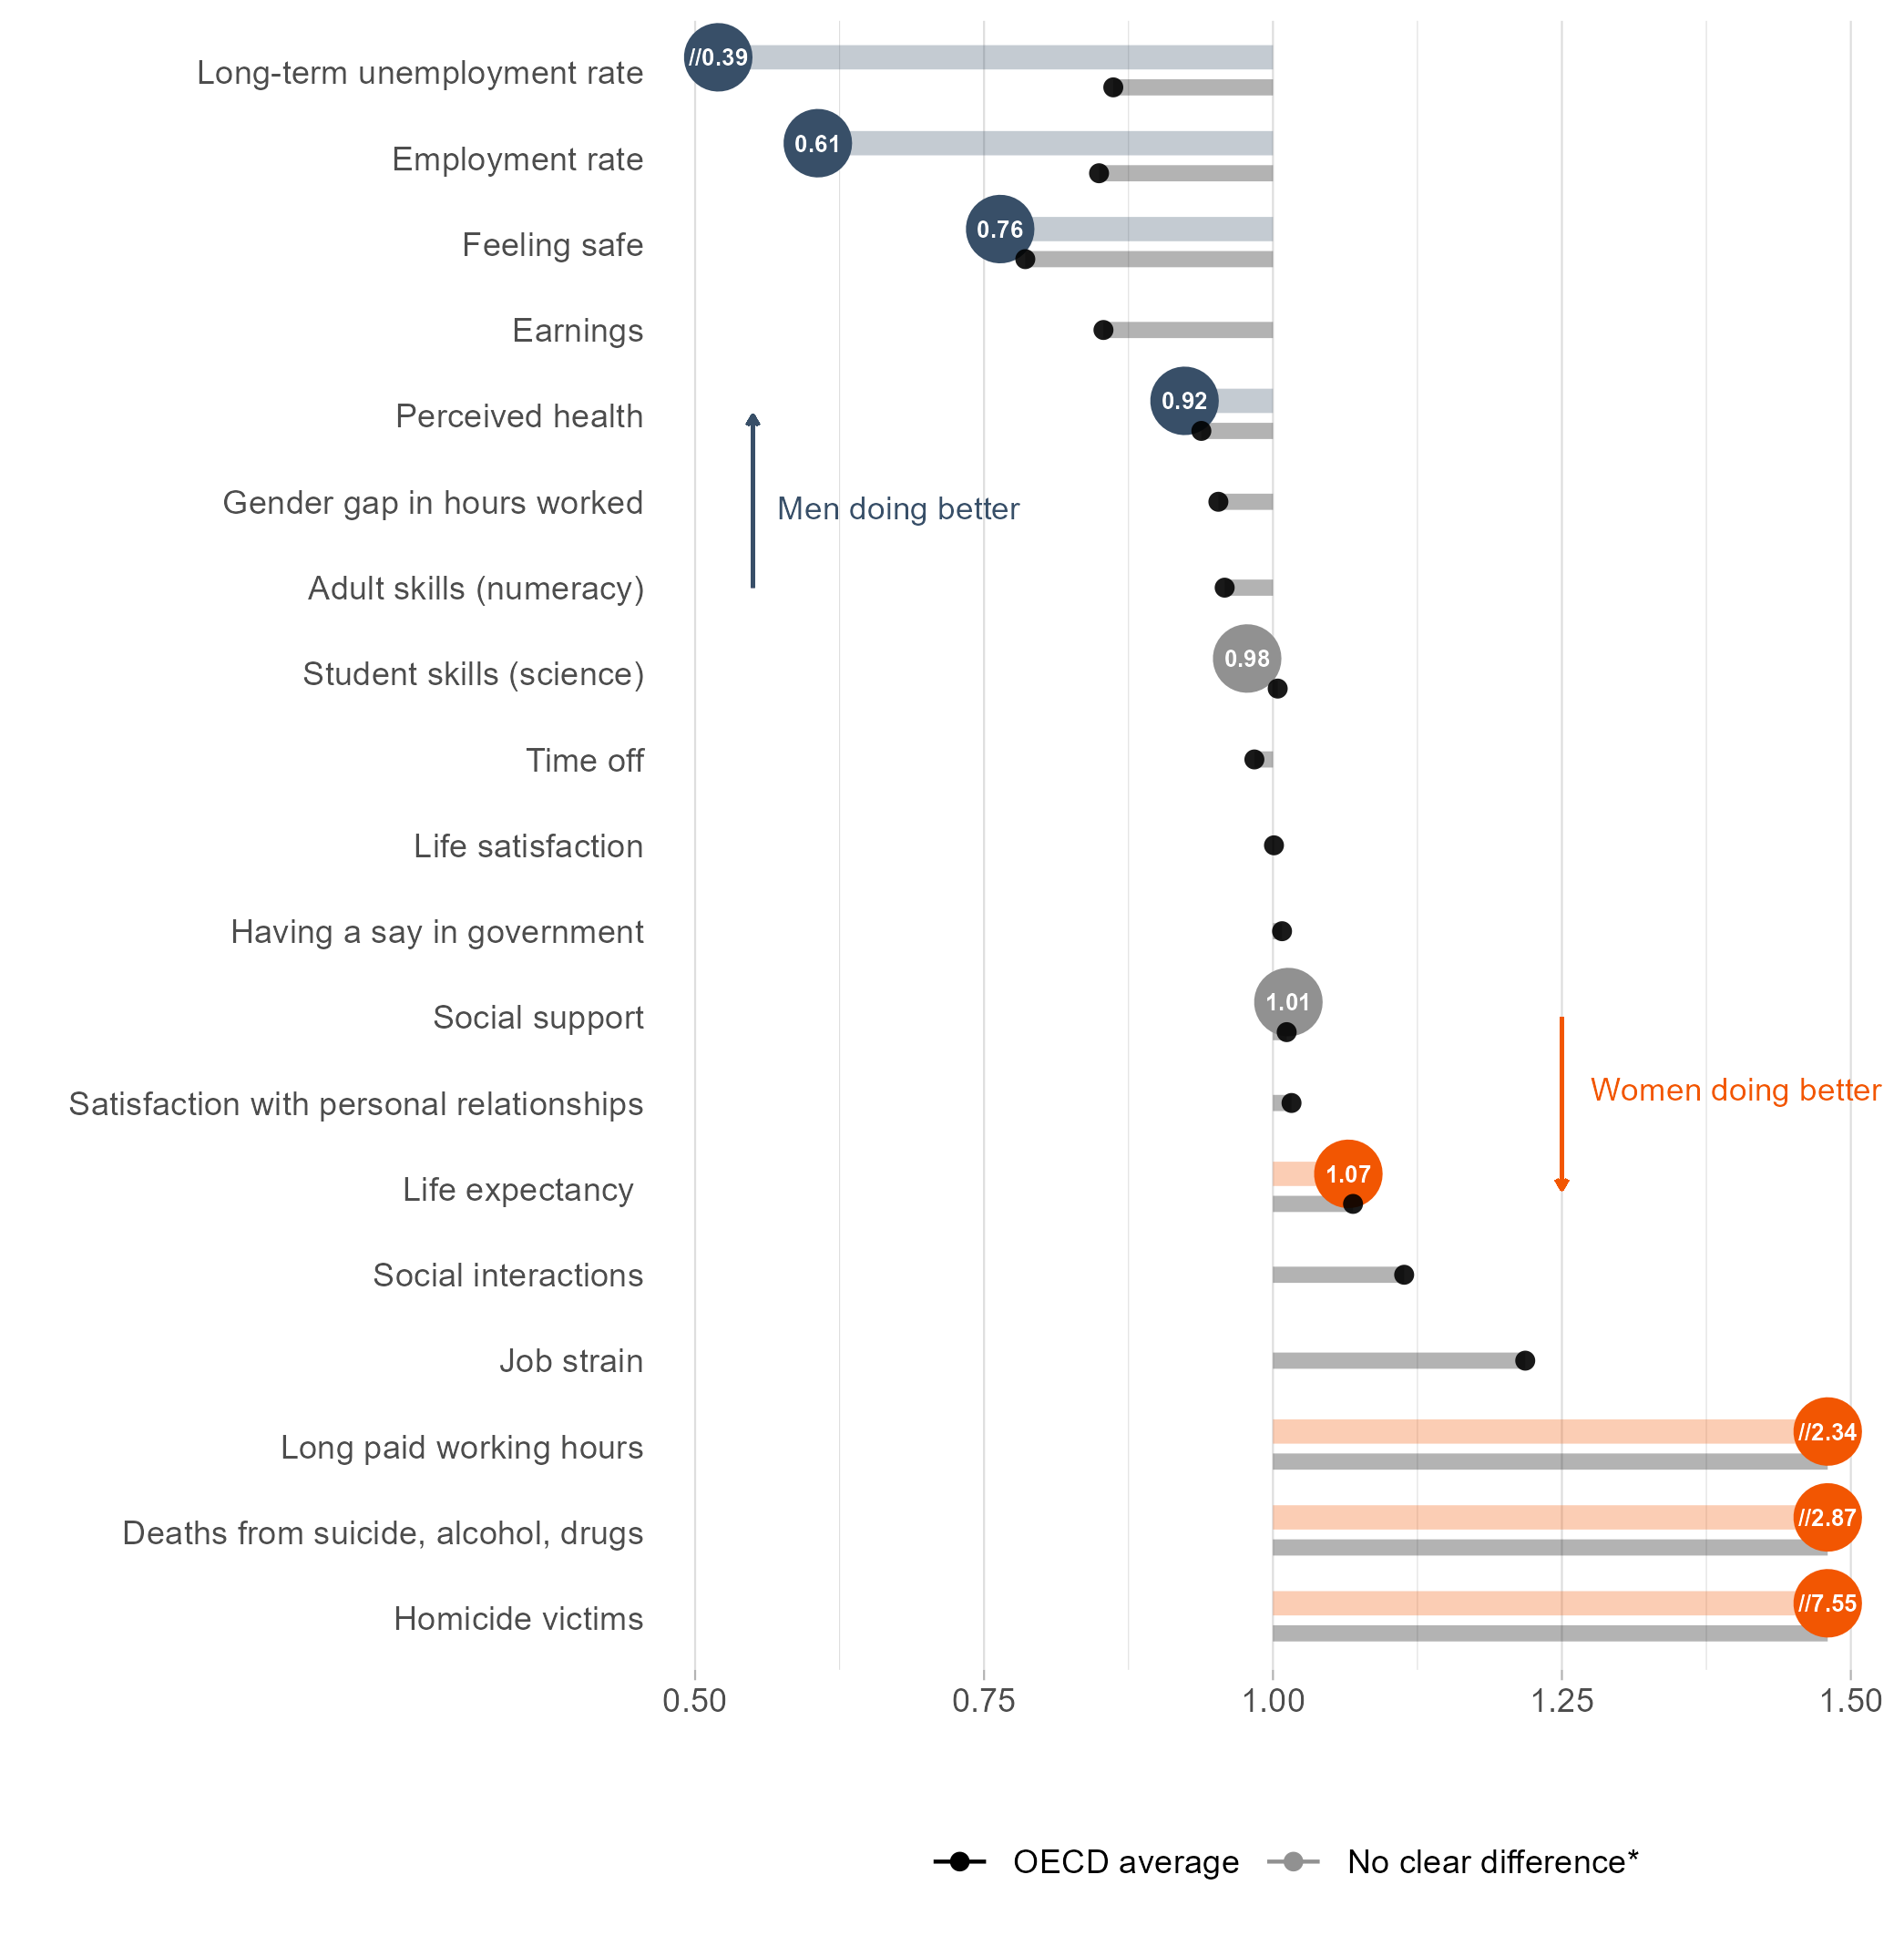 Long-term unemployment rate
//0.39
Employment rate
0.61
Feeling safe
0.76
Earnings
Perceived health
0.92
Gender gap in hours worked
Men doing better
Adult skills (numeracy)
Student skills (science)
0.98
Time off
Life satisfaction
Having a say in government
Social support
1.01
Satisfaction with personal relationships
Women doing better
Life expectancy
1.07
Social interactions
Job strain
Long paid working hours
//2.34
Deaths from suicide, alcohol, drugs
//2.87
Homicide victims
//7.55
0.50 0.75 1.00 1.25 1.50
OECD average No clear difference*